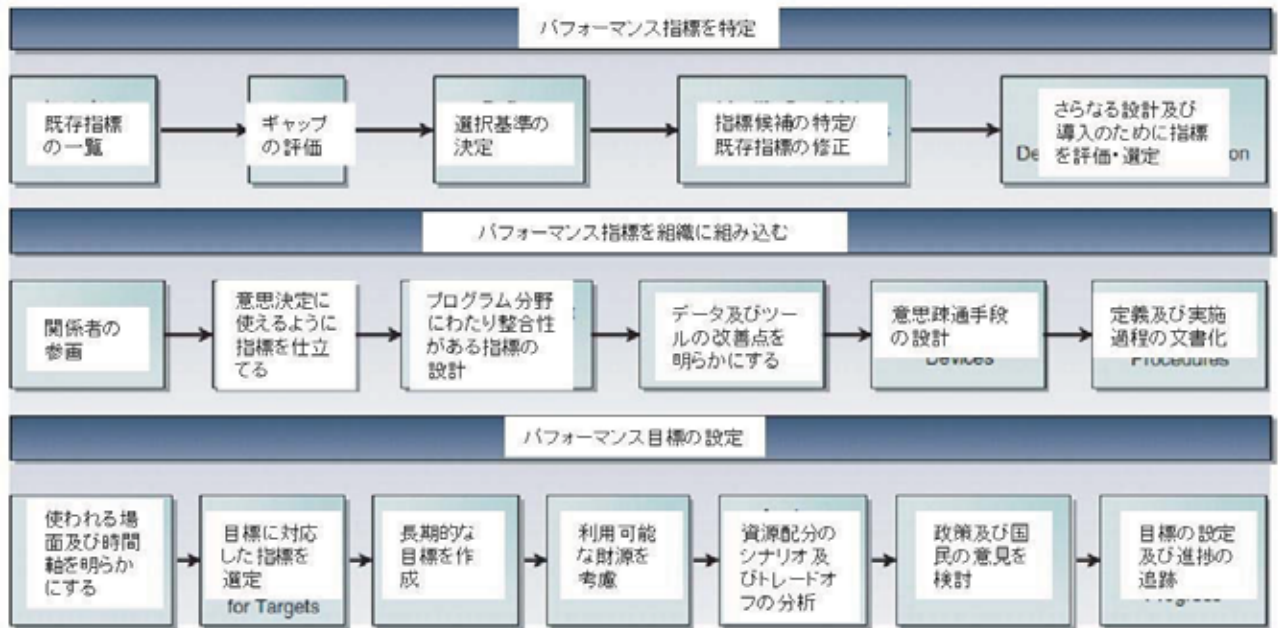 パフォーマンス指標を特定
既存指標
の一覧
ギャップ
の評価
選択基準の
決定
指標候補の特定/
既存指標の修正
さらなる設計及び
導入のために指標
を評価・選定
De
on
パフォーマンス指標を組織に組み込む
関係者の
参画
意思決定に
使えるように
指標を仕立
てる
プログラム分野
にわたり整合性
がある指標の
設計
データ及びツー
ルの改善点を
明らかにする
意思疎通手段
の設計
Devices
定義及び実施
過程の文書化
Procedures
パフォーマンス目標の設定
使われる場
面及び時間
軸を明らか
にする
目標に対応
した指標を
選定
for Targets
長期的な
目標を作
成
利用可能
な財源を
考慮
資源配分の
シナリオ及
びトレードオ
フの分析
政策及び国
民の意見を
検討
目標の設定
及び進捗の
追跡
Progress